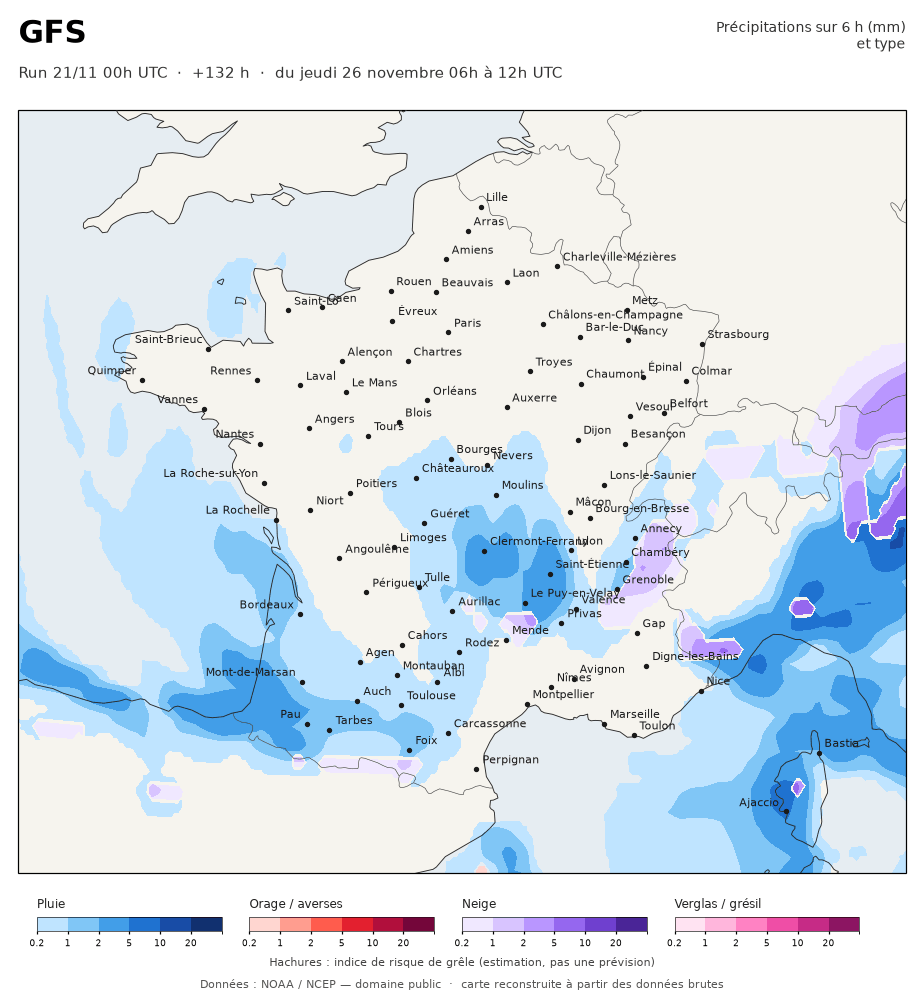 GFS
Précipitations sur 6 h (mm)
et type
Run 21/11 00h UTC · +132 h · du jeudi 26 novembre 06h à 12h UTC
Lille
Arras
Amiens
Charleville-Mézières
Laon
Rouen
Beauvais
Saint-Lô
Caen
Metz
Évreux
Châlons-en-Champagne
Paris
Bar-le-Duc
Nancy
Strasbourg
Saint-Brieuc
Alençon
Chartres
Troyes
Quimper
Rennes
Laval
Le Mans
Chaumont
Épinal
Colmar
Orléans
Vannes
Auxerre
Vesoul
Belfort
Angers
Blois
Tours
Nantes
Dijon
Besançon
Bourges
Nevers
La Roche-sur-Yon
Châteauroux
Lons-le-Saunier
Poitiers
Moulins
Niort
Mâcon
La Rochelle
Guéret
Bourg-en-Bresse
Annecy
Limoges
Clermont-Ferrand
Lyon
Angoulême
Chambéry
Saint-Étienne
Périgueux
Tulle
Grenoble
Le Puy-en-Velay
Valence
Bordeaux
Aurillac
Privas
Mende
Gap
Cahors
Rodez
Agen
Digne-les-Bains
Mont-de-Marsan
Montauban
Albi
Avignon
Nîmes
Nice
Auch
Toulouse
Montpellier
Pau
Tarbes
Carcassonne
Marseille
Toulon
Foix
Bastia
Perpignan
Ajaccio
Pluie
Orage / averses
Neige
Verglas / grésil
0.2 1 2 5 10 20
0.2 1 2 5 10 20
0.2 1 2 5 10 20
0.2 1 2 5 10 20
Hachures : indice de risque de grêle (estimation, pas une prévision)
Données : NOAA / NCEP — domaine public · carte reconstruite à partir des données brutes